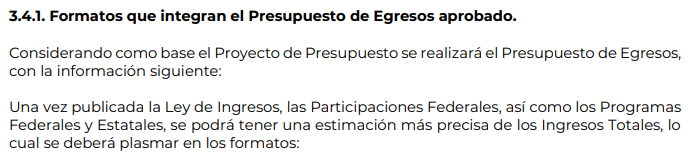 3.4.1. Formatos que integran el Presupuesto de Egresos aprobado.
Considerando como base el Proyecto de Presupuesto se realizará el Presupuesto de Egresos,
con la información siguiente:
Una vez publicada la Ley de Ingresos, las Participaciones Federales, así como los Programas
Federales y Estatales, se podrá tener una estimación más precisa de los Ingresos Totales, lo
cual se deberá plasmar en los formatos: